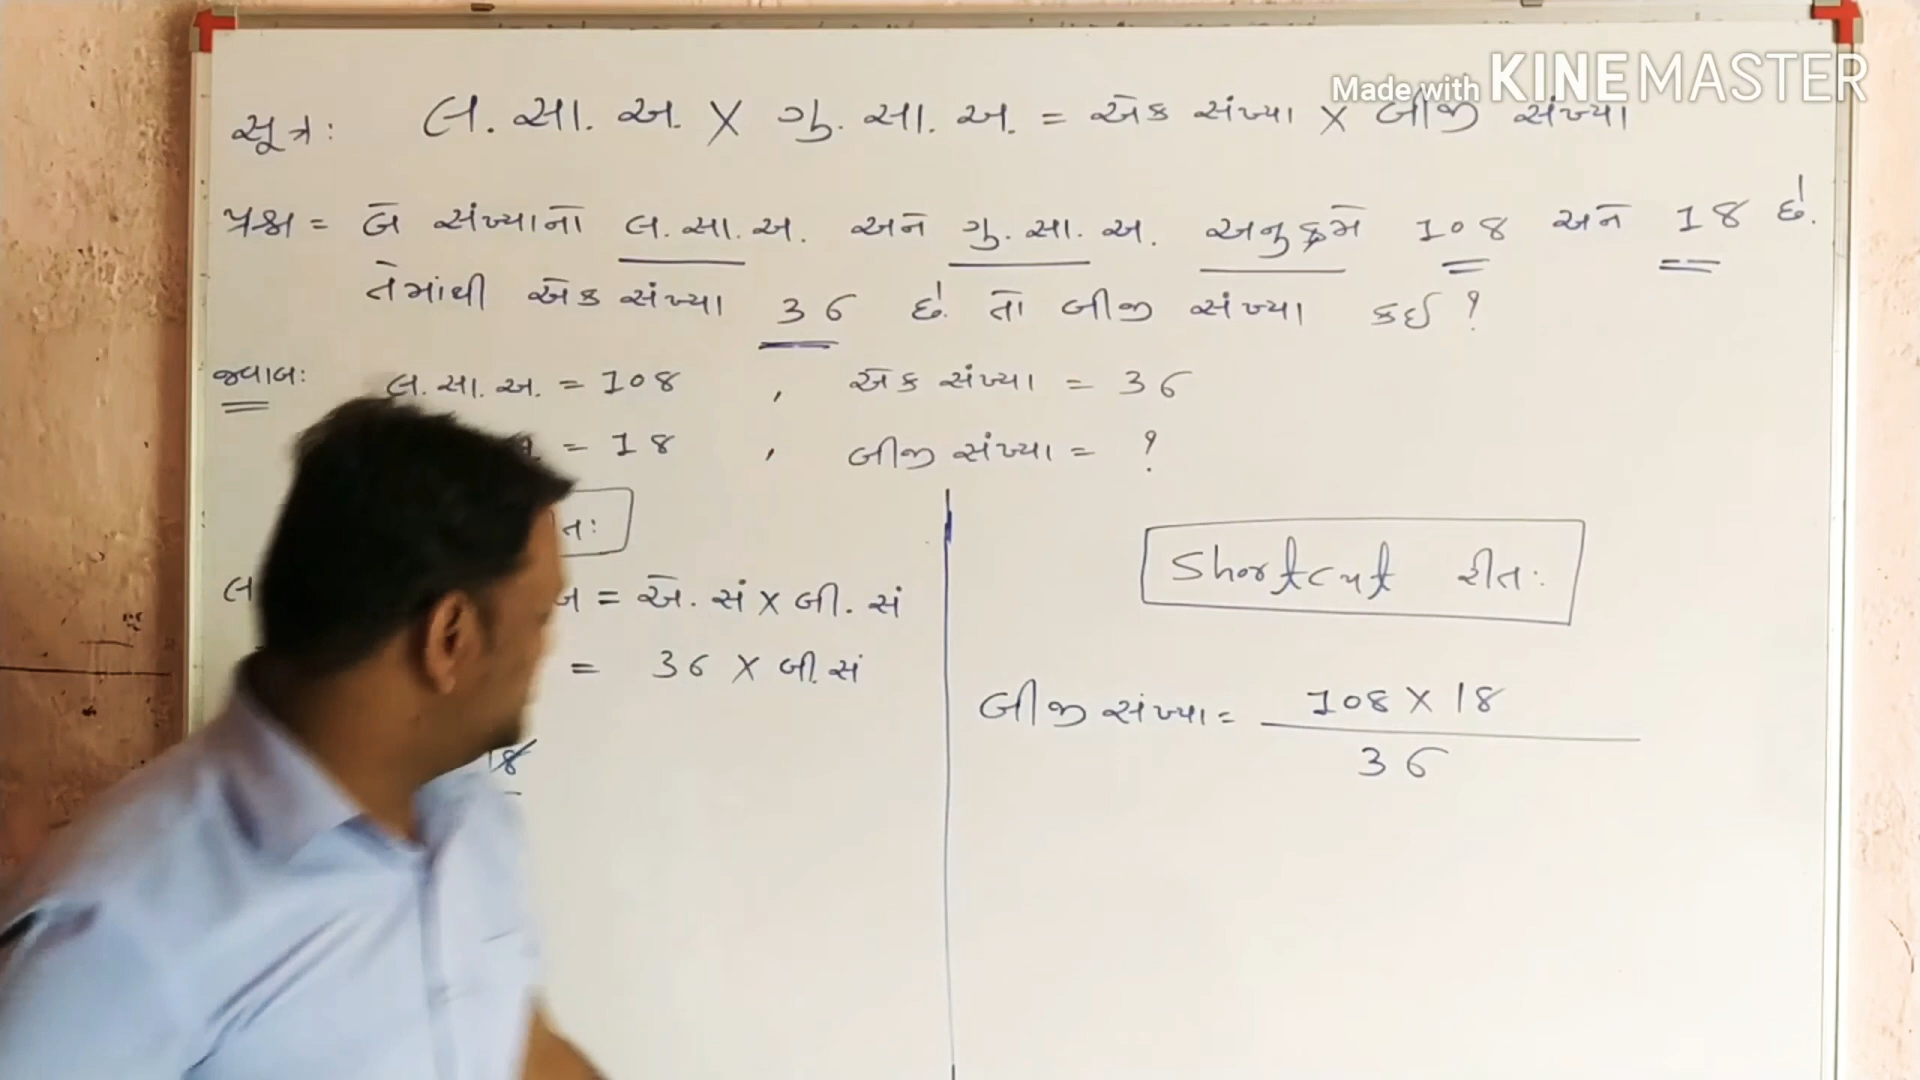 Made with KINEMASTER
સૂત્ર: લ. સા. અ. X ગુ. સા. અ. = એક સંખ્યા X બીજી સંખ્યા
પ્રશ્ન = બે સંખ્યાનો લ. સા. અ. અને ગુ. સા. અ. અનુક્રમે 108 અને 18 છે.
તેમાંથી એક સંખ્યા 36 છે. તો બીજી સંખ્યા કઈ ?
જવાબ: લ. સા. અ. = 108 , એક સંખ્યા = 36
= 18 , બીજી સંખ્યા = ?
ત:
લ = એ. સં X બી. સં
= 36 X બી. સં
18
Shortcut રીત:
બીજી સંખ્યા = 108 X 18
36